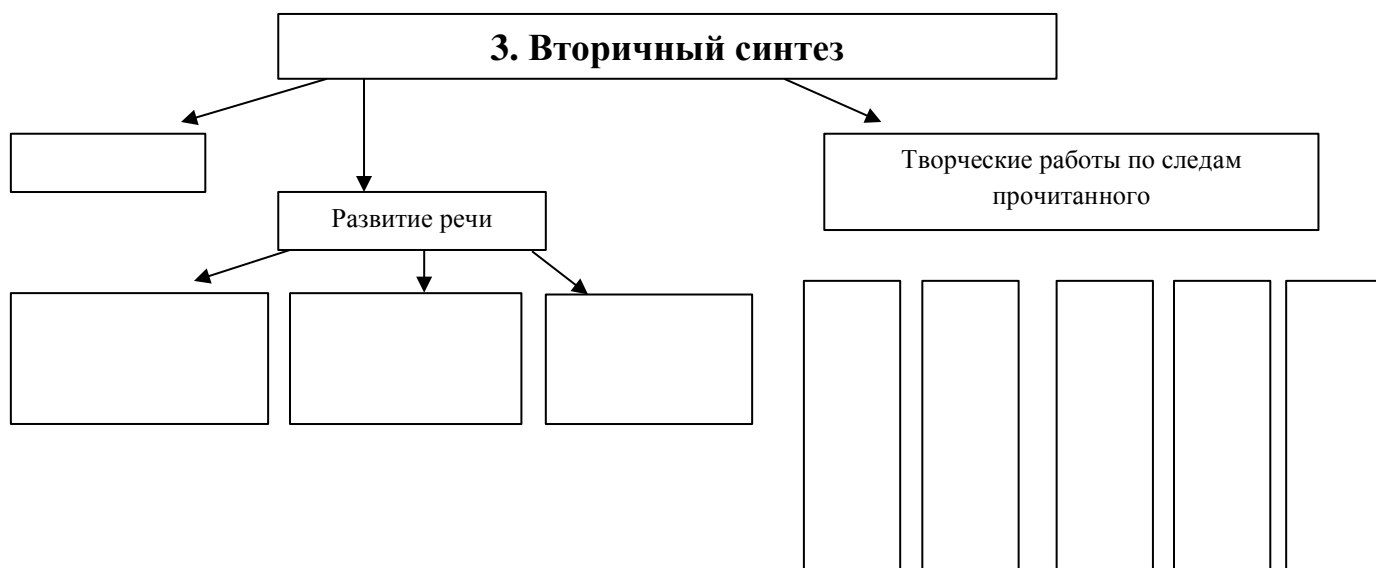 3. Вторичный синтез
Творческие работы по следам
прочитанного
Развитие речи